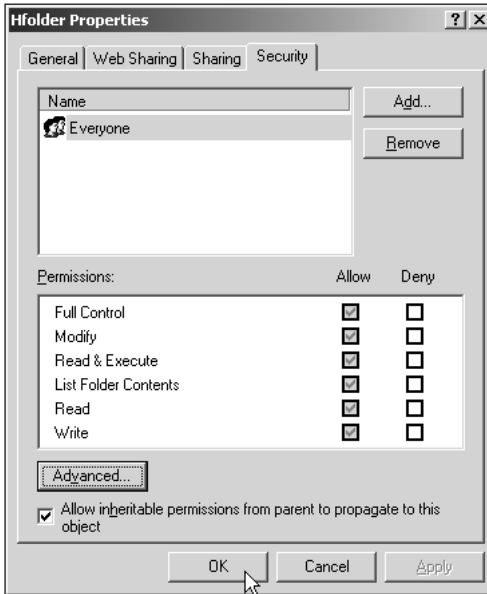 Hfolder Properties
General Web Sharing Sharing Security
Name
Everyone
Add...
Remove
Permissions: Allow Deny
Full Control
Modify
Read & Execute
List Folder Contents
Read
Write
Advanced...
Allow inheritable permissions from parent to propagate to this
object
OK Cancel Apply